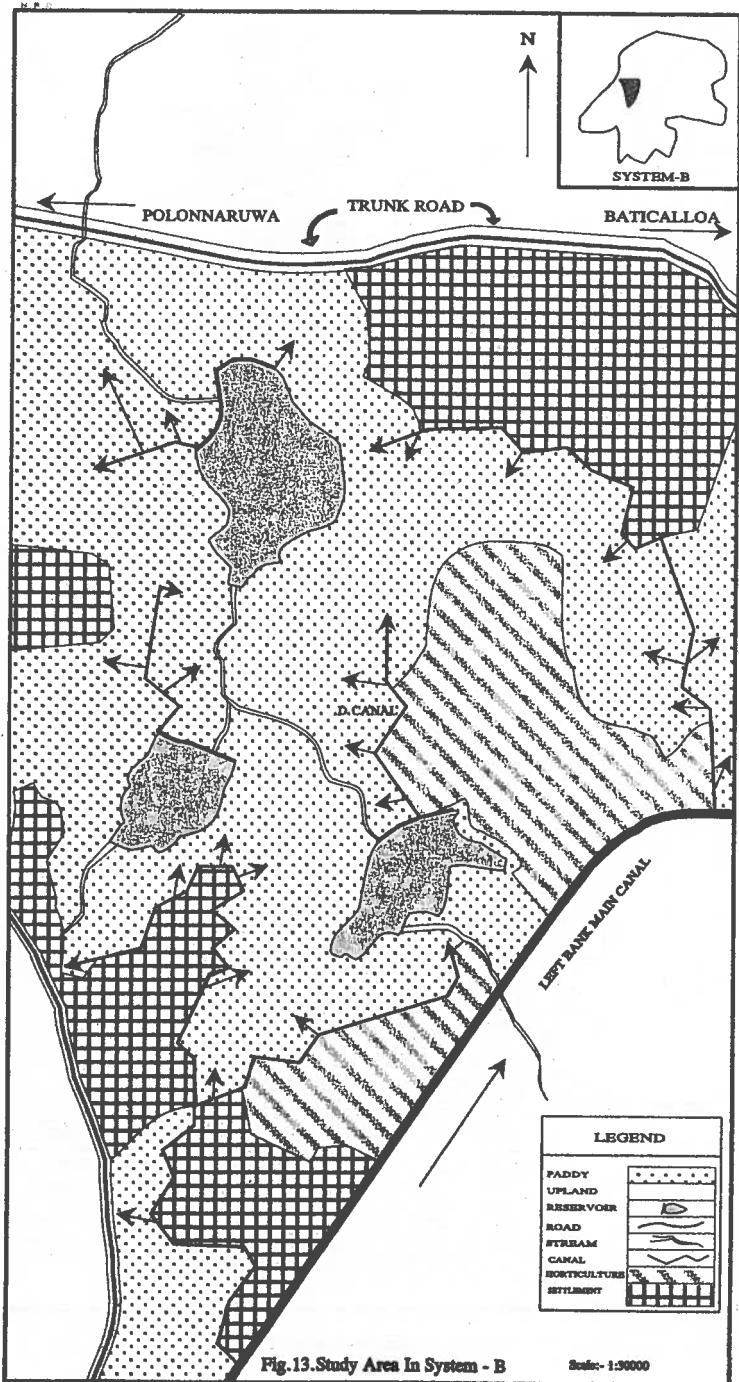 N
SYSTEM-B
POLONNARUWA
TRUNK ROAD
BATICALLOA
D. CANAL
LEFT BANK MAIN CANAL
LEGEND
PADDY
UPLAND
RESERVOIR
ROAD
STREAM
CANAL
HORTICULTURE
SETTLEMENT
Fig.13.Study Area In System - B
Scale:- 1:30000